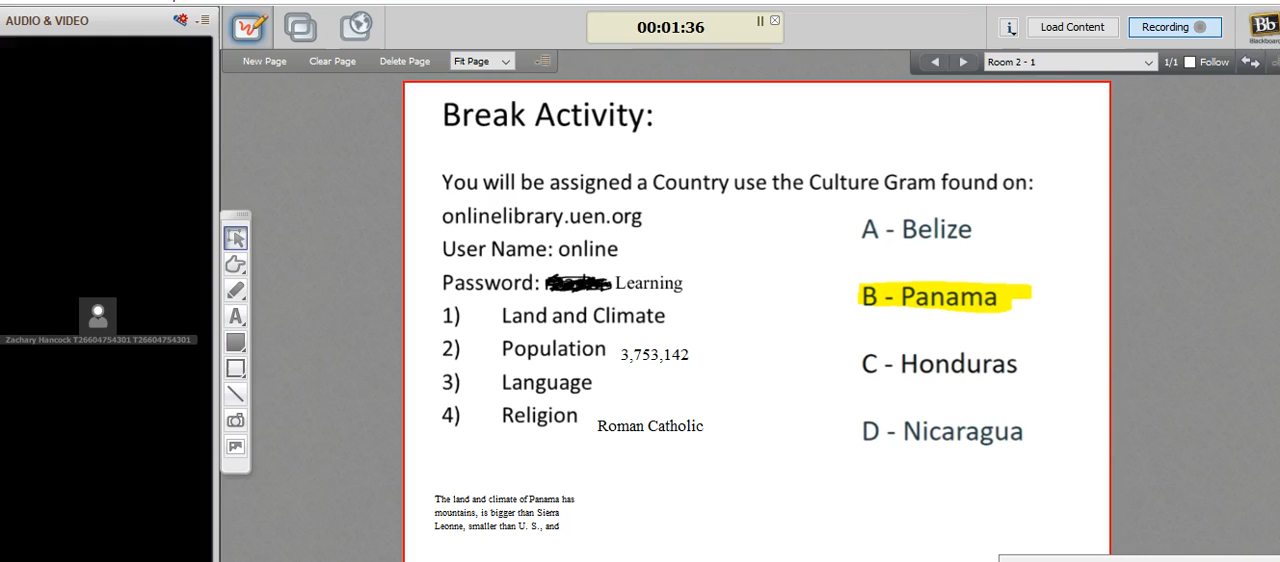 AUDIO & VIDEO
00:01:36
Load Content
Recording
Bb
Blackboard
New Page
Clear Page
Delete Page
Fit Page
Room 2 - 1
1/1
Follow
Break Activity:
You will be assigned a Country use the Culture Gram found on:
onlinelibrary.uen.org
A - Belize
User Name: online
Password: Learning
B - Panama
1) Land and Climate
2) Population 3,753,142
C - Honduras
3) Language
4) Religion Roman Catholic
D - Nicaragua
Zachary Hancock T26604754301 T26604754301
The land and climate of Panama has
mountains, is bigger than Sierra
Leonne, smaller than U. S., and